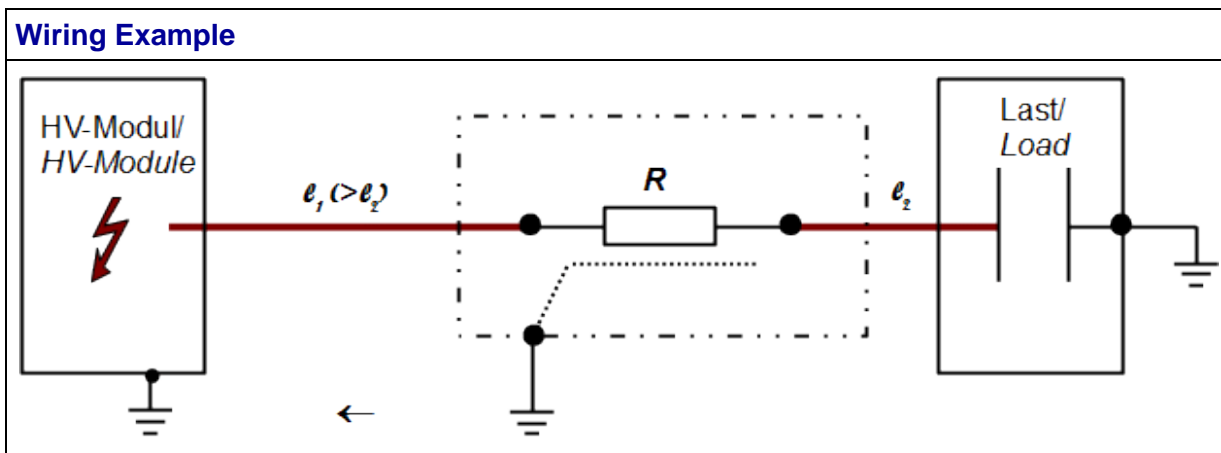 Wiring Example
HV-Modul/
HV-Module
ℓ₁ (>ℓ₂)
R
ℓ₂
Last/
Load
←